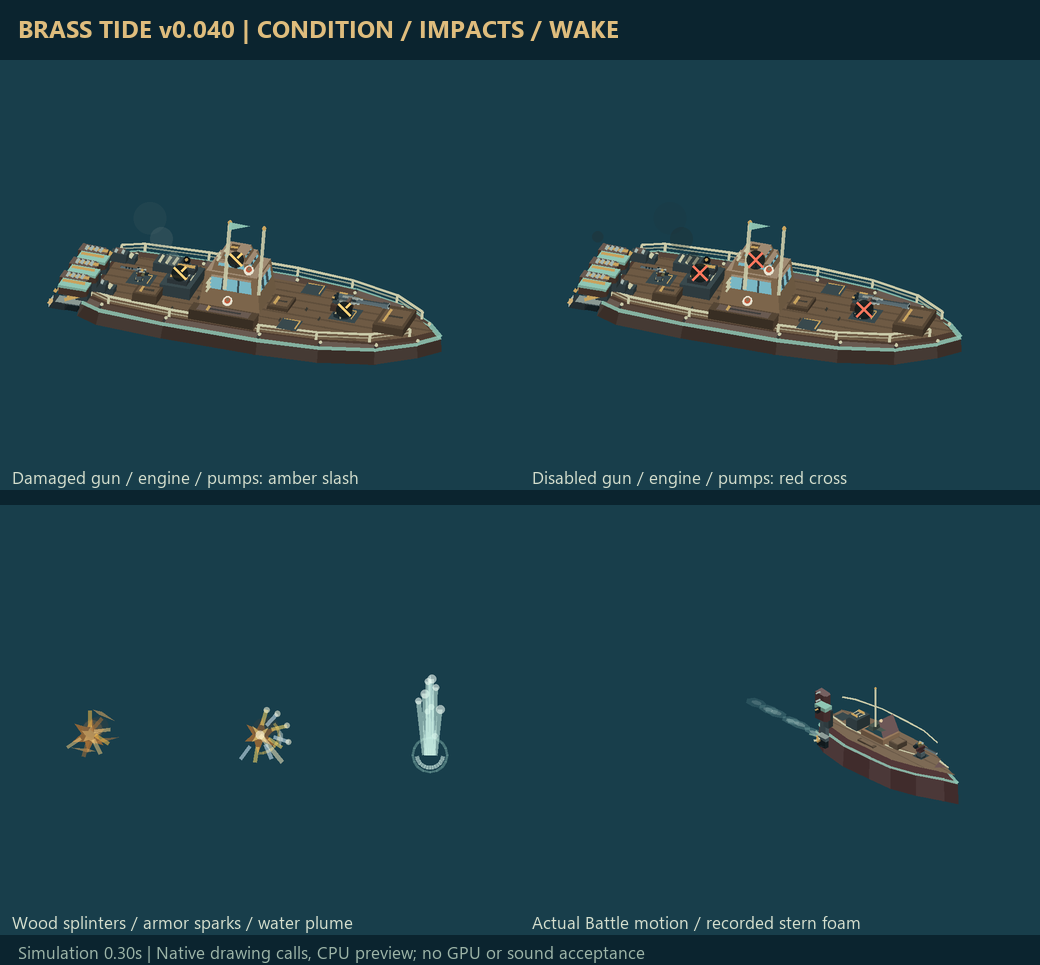 BRASS TIDE v0.040 | CONDITION / IMPACTS / WAKE
Damaged gun / engine / pumps: amber slash
Disabled gun / engine / pumps: red cross
Wood splinters / armor sparks / water plume
Actual Battle motion / recorded stern foam
Simulation 0.30s | Native drawing calls, CPU preview; no GPU or sound acceptance